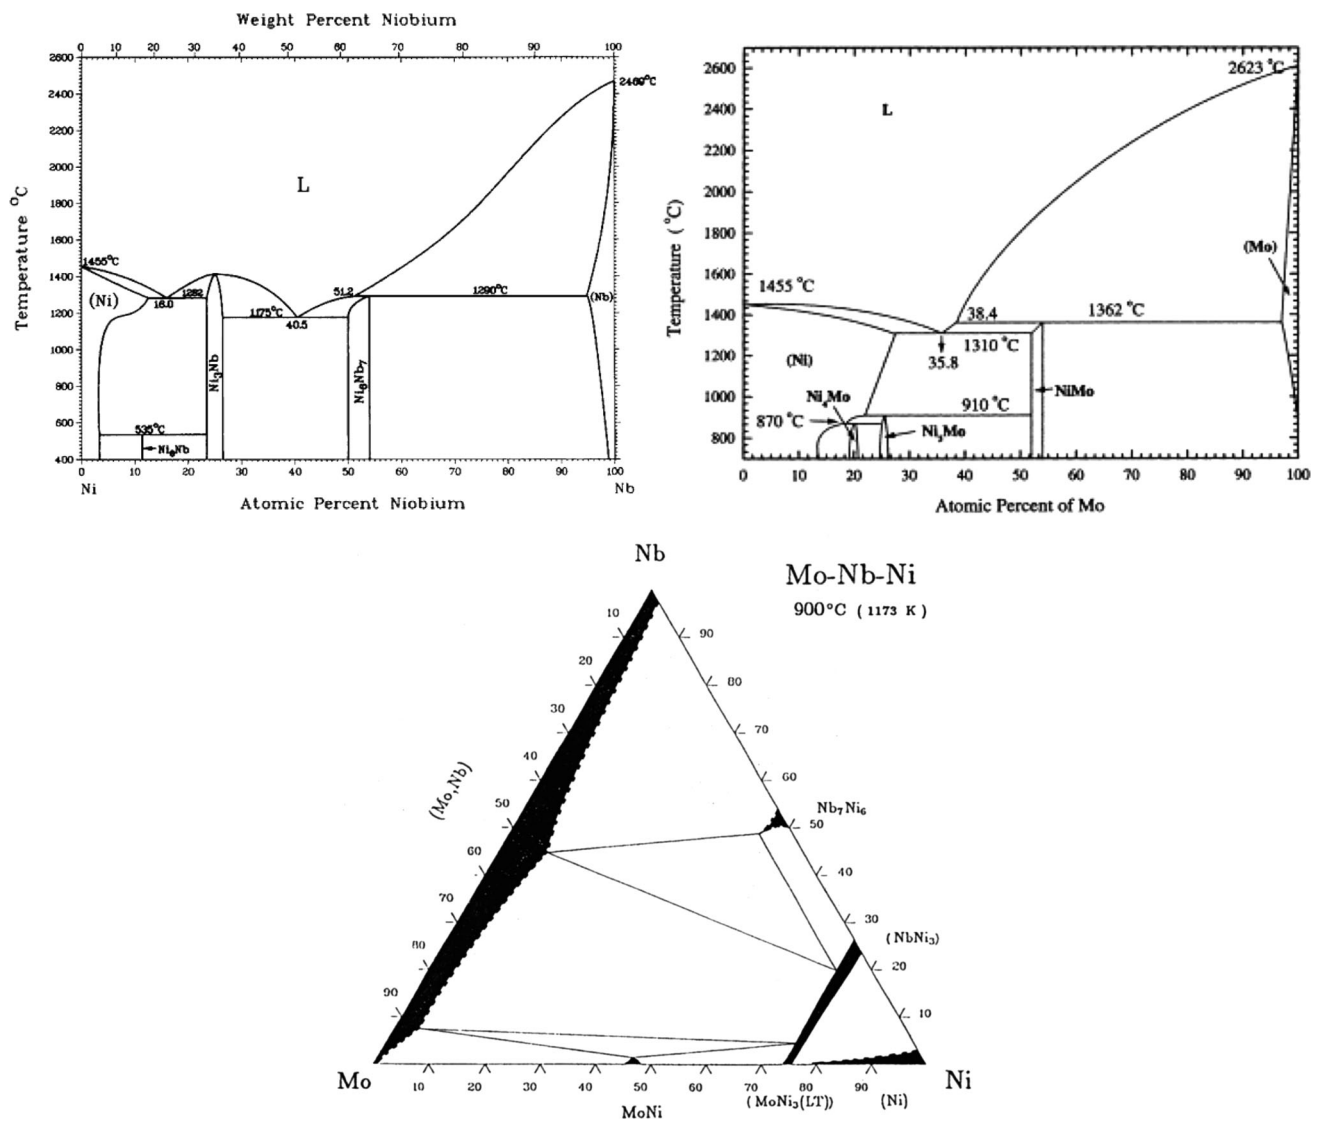 Weight Percent Niobium
0 10 20 30 40 50 60 70 80 90 100
2600
2400
2200
2000
1800
1600
1400
1200
1000
800
600
400
Temperature °C
L
2469°C
1455°C
(Ni)
16.0
1282
1175°C
40.5
51.2
1290°C
(Nb)
Ni3Nb
Ni6Nb7
535°C
Ni8Nb
0 10 20 30 40 50 60 70 80 90 100
Ni Nb
Atomic Percent Niobium
2600
2400
2200
2000
1800
1600
1400
1200
1000
800
Temperature (°C)
L
2623 °C
(Mo)
1455 °C
38.4
1362 °C
1310 °C
35.8
(Ni)
Ni4Mo
NiMo
910 °C
870 °C
Ni3Mo
0 10 20 30 40 50 60 70 80 90 100
Atomic Percent of Mo
Nb
Mo-Nb-Ni
900°C (1173 K)
10 90
20 80
30 70
40 60
(Mo,Nb)
50 Nb7Ni6
50
60 40
70 30
(NbNi3)
80 20
90 10
Mo Ni
10 20 30 40 50 60 70 80 90
MoNi (MoNi3(LT)) (Ni)